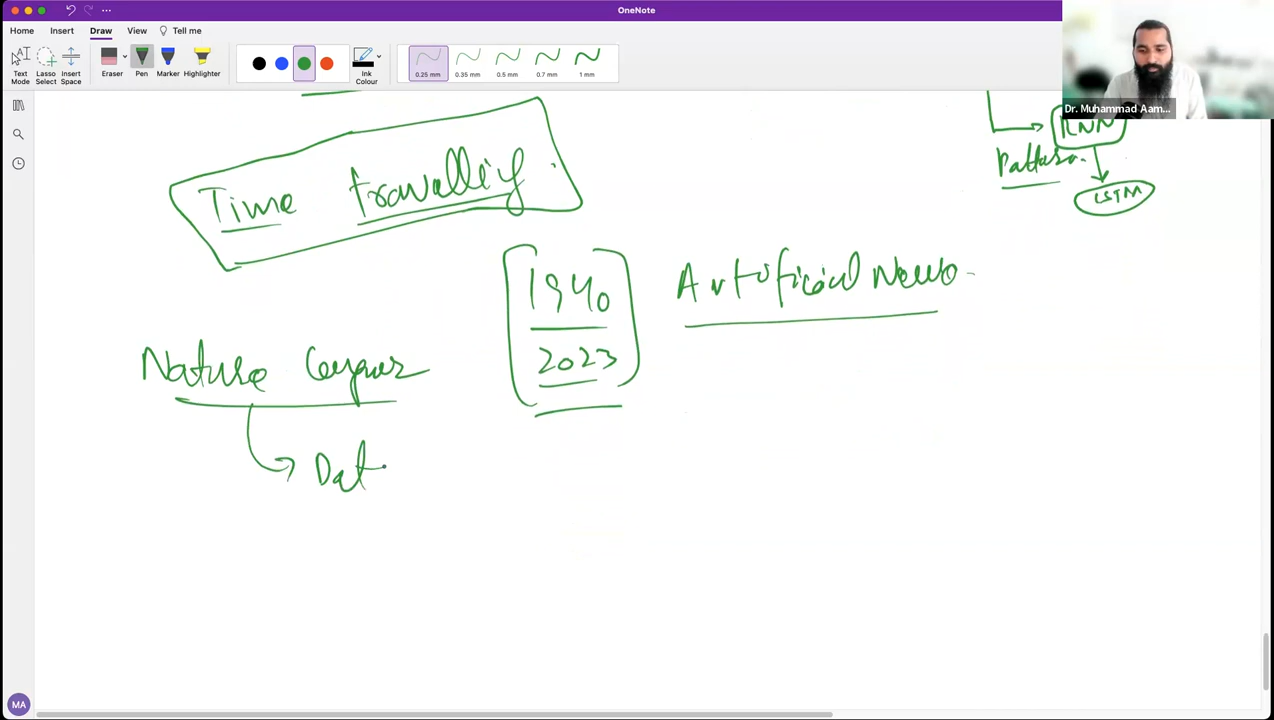 OneNote
Home Insert Draw View Tell me
Text Mode
Lasso Select
Insert Space
Eraser
Pen
Marker
Highlighter
Ink Colour
0.25 mm
0.35 mm
0.5 mm
0.7 mm
1 mm
Dr. Muhammad Aam...
RNN
Pattern
LSTM
Time travelling
1940
2023
Artificial Neuro
Nature
Dat
MA